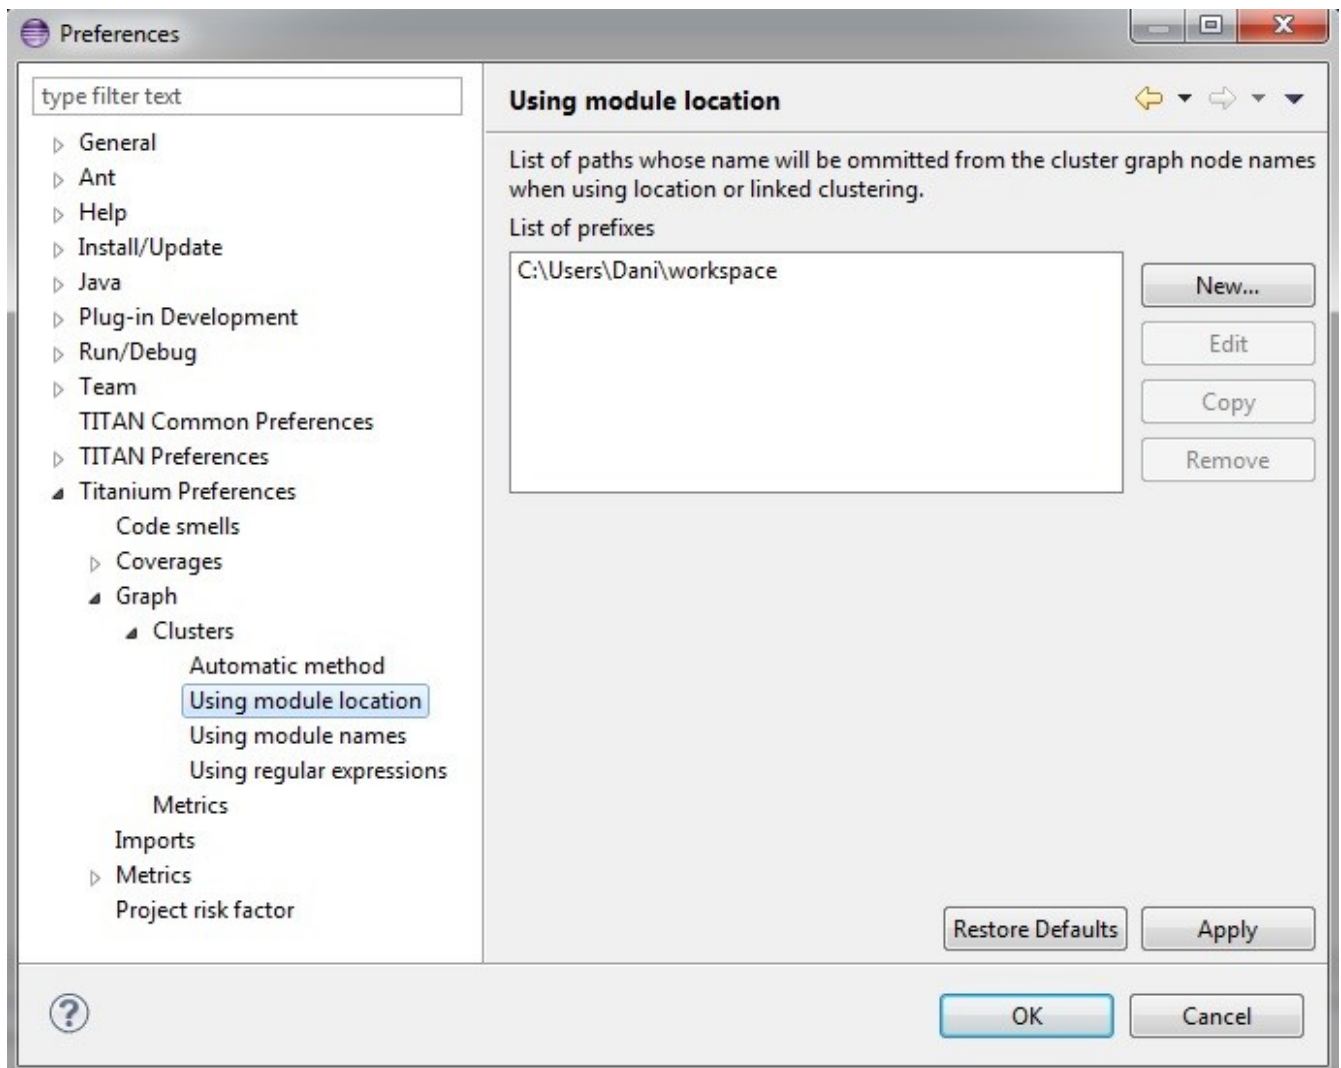 Preferences
type filter text
General
Ant
Help
Install/Update
Java
Plug-in Development
Run/Debug
Team
TITAN Common Preferences
TITAN Preferences
Titanium Preferences
Code smells
Coverages
Graph
Clusters
Automatic method
Using module location
Using module names
Using regular expressions
Metrics
Imports
Metrics
Project risk factor
Using module location
List of paths whose name will be ommitted from the cluster graph node names
when using location or linked clustering.
List of prefixes
C:\Users\Dani\workspace
New...
Edit
Copy
Remove
Restore Defaults
Apply
?
OK
Cancel